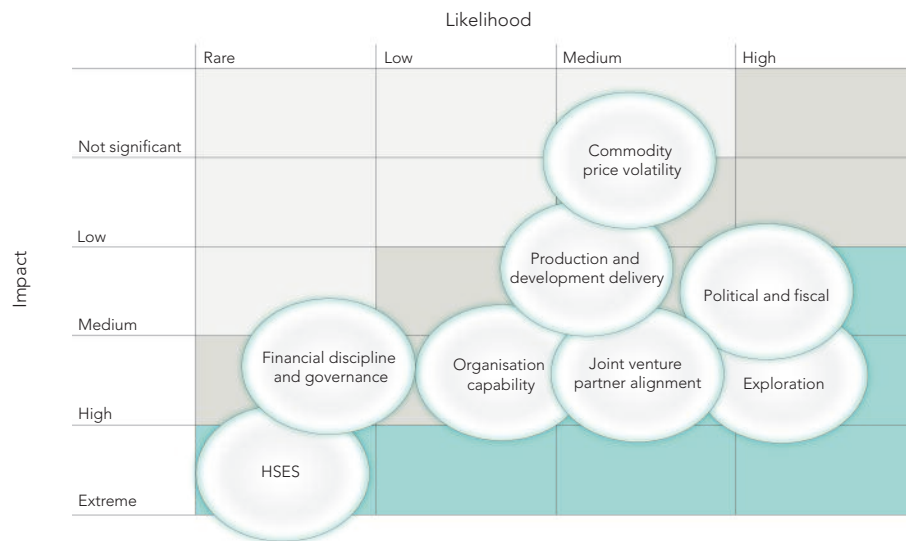 Likelihood
Rare
Low
Medium
High
Impact
Not significant
Low
Medium
High
Extreme
Commodity
price volatility
Production and
development delivery
Political and fiscal
Financial discipline
and governance
Organisation
capability
Joint venture
partner alignment
Exploration
HSES